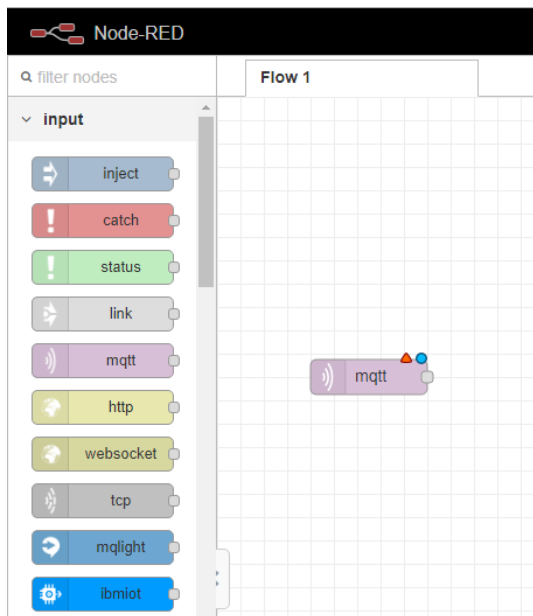 Node-RED
filter nodes
Flow 1
input
inject
catch
status
link
mqtt
mqtt
http
websocket
tcp
mqlight
ibmiot